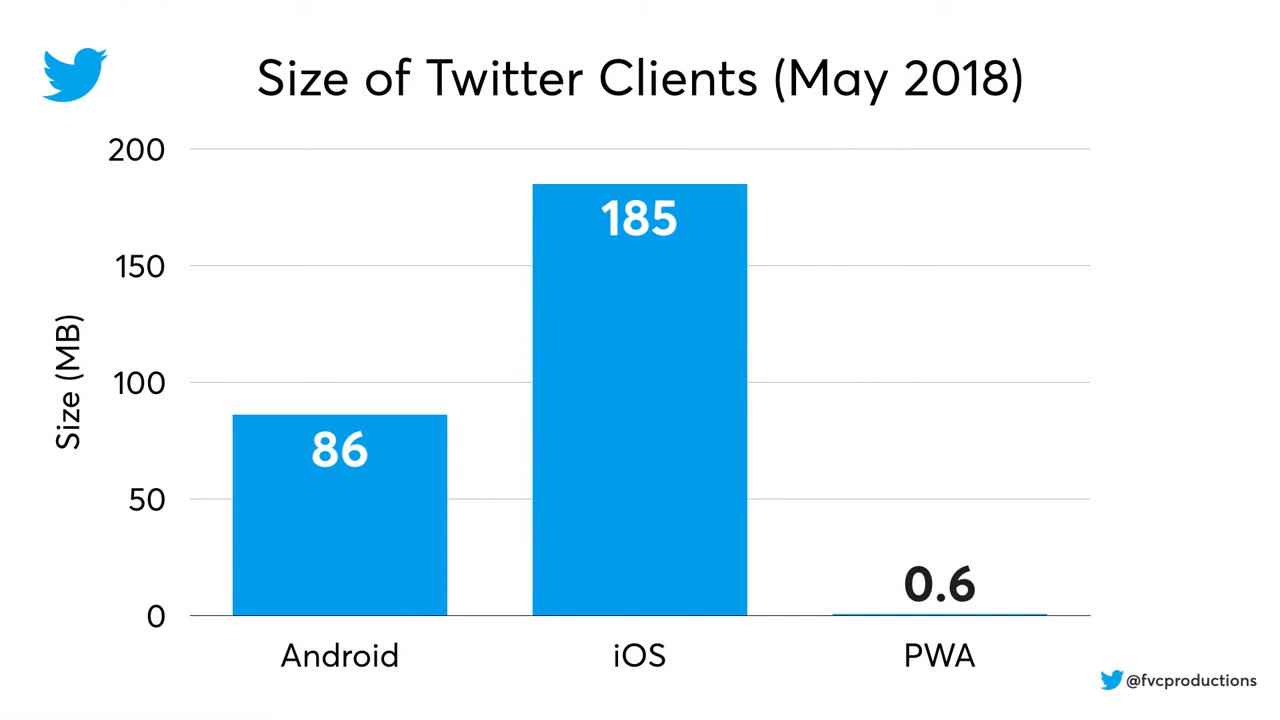 Size of Twitter Clients (May 2018)
200
150
100
50
0
Size (MB)
86
185
0.6
Android
iOS
PWA
@fvcproductions